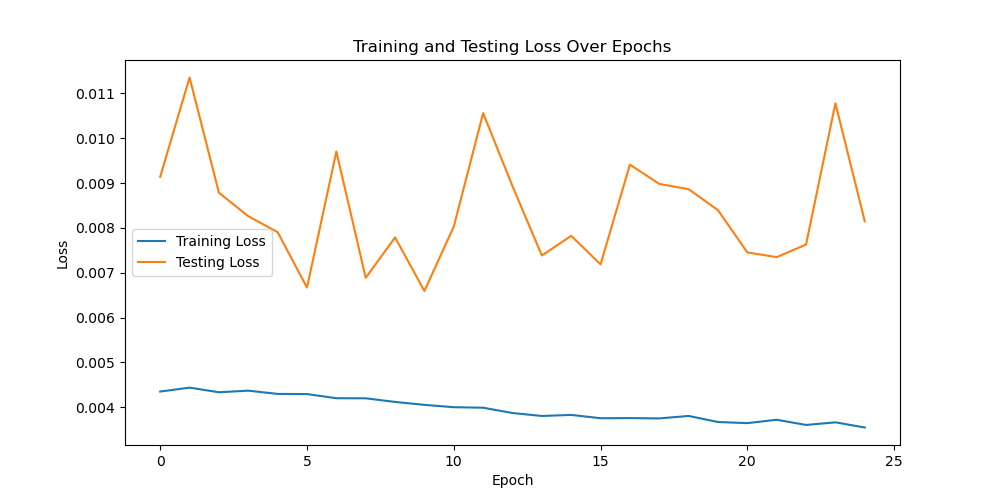 Training and Testing Loss Over Epochs
0.011
0.010
0.009
0.008
0.007
0.006
0.005
0.004
Loss
Training Loss
Testing Loss
0 5 10 15 20 25
Epoch